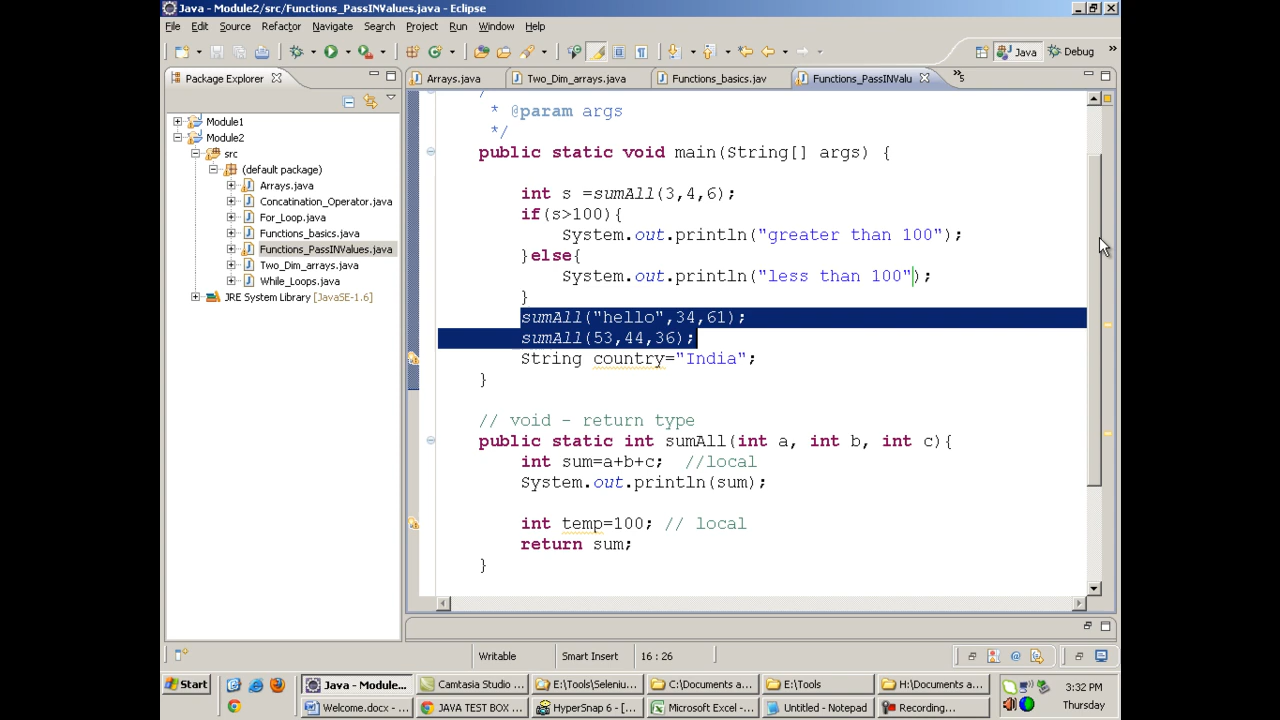 Java - Module2/src/Functions_PassINValues.java - Eclipse
File Edit Source Refactor Navigate Search Project Run Window Help
Java Debug
Package Explorer
Arrays.java Two_Dim_arrays.java Functions_basics.jav Functions_PassINValu 5
Module1
Module2
src
(default package)
Arrays.java
Concatination_Operator.java
For_Loop.java
Functions_basics.java
Functions_PassINValues.java
Two_Dim_arrays.java
While_Loops.java
JRE System Library [JavaSE-1.6]
* @param args
*/
public static void main(String[] args) {
int s =sumAll(3,4,6);
if(s>100){
System.out.println("greater than 100");
}else{
System.out.println("less than 100");
}
sumAll("hello",34,61);
sumAll(53,44,36);
String country="India";
}
// void - return type
public static int sumAll(int a, int b, int c){
int sum=a+b+c;  //local
System.out.println(sum);
int temp=100; // local
return sum;
}
Writable Smart Insert 16 : 26
Start Java - Module... Camtasia Studio ... E:\Tools\Seleniu... C:\Documents a... E:\Tools H:\Documents a... 3:32 PM
Welcome.docx - ... JAVA TEST BOX ... HyperSnap 6 - [... Microsoft Excel -... Untitled - Notepad Recording... Thursday